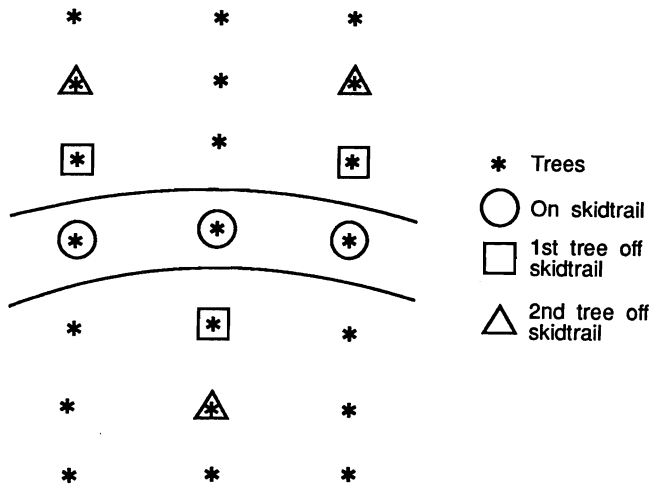 Trees
On skidtrail
1st tree off
skidtrail
2nd tree off
skidtrail